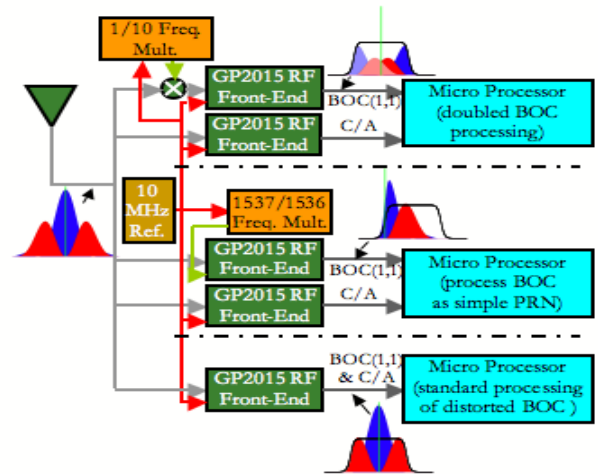 1/10 Freq.
Mult.
GP2015 RF
Front-End
BOC(1,1)
Micro Processor
(doubled BOC
processing)
GP2015 RF
Front-End
C/A
10
MHz
Ref.
1537/1536
Freq. Mult.
GP2015 RF
Front-End
BOC(1,1)
Micro Processor
(process BOC
as simple PRN)
GP2015 RF
Front-End
C/A
GP2015 RF
Front-End
BOC(1,1)
& C/A
Micro Processor
(standard processing
of distorted BOC )